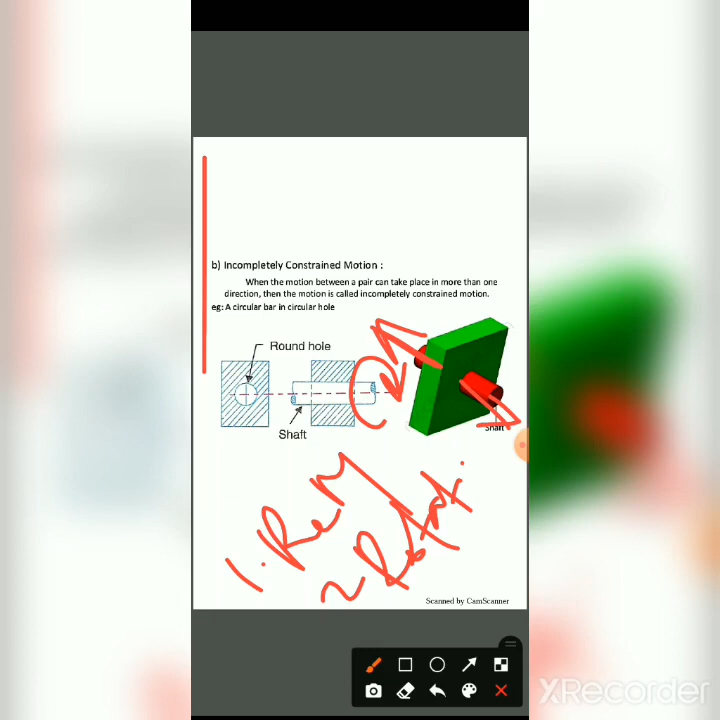 b) Incompletely Constrained Motion :
When the motion between a pair can take place in more than one
direction, then the motion is called incompletely constrained motion.
eg: A circular bar in circular hole
Round hole
Shaft
Shaft
Scanned by CamScanner
XRecorder